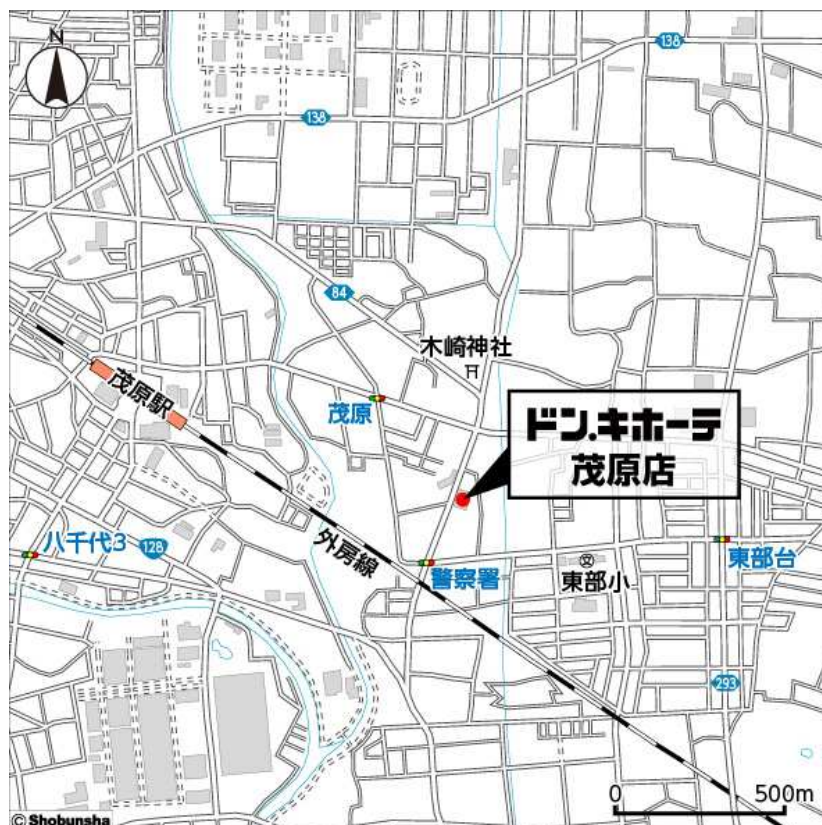 N
138
138
84
木崎神社
茂原駅
茂原
ドン.キホーテ
茂原店
八千代3
128
外房線
警察署
文
東部小
東部台
293
0 500m
© Shobunsha